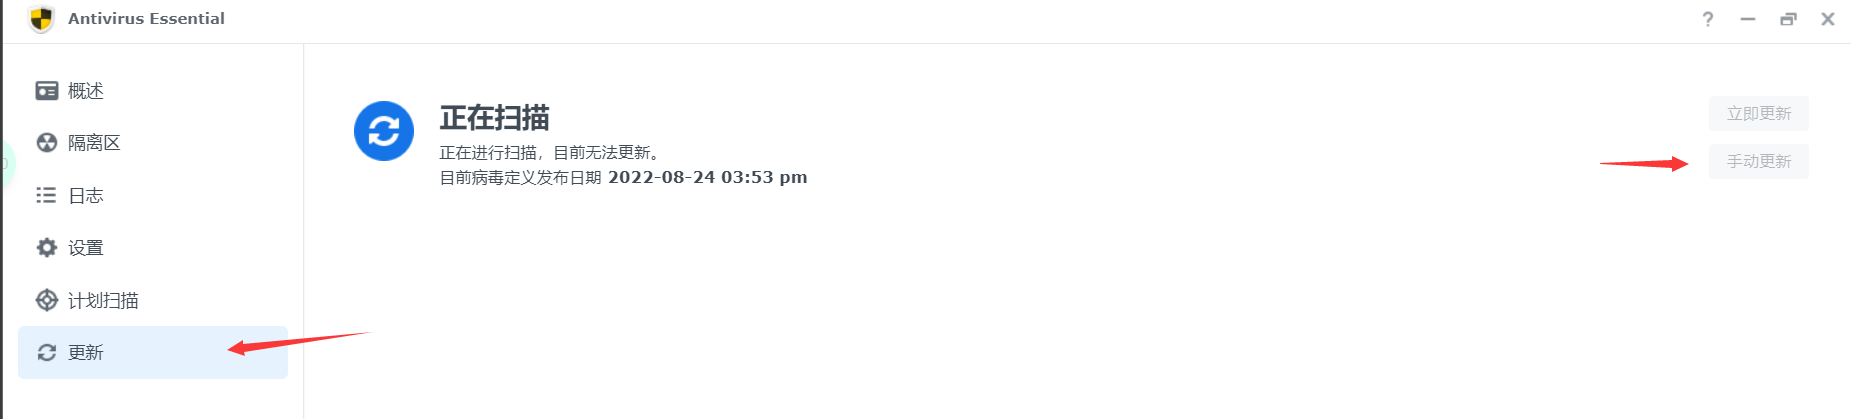 Antivirus Essential
概述
隔离区
日志
设置
计划扫描
更新
正在扫描
正在进行扫描，目前无法更新。
目前病毒定义发布日期 2022-08-24 03:53 pm
立即更新
手动更新